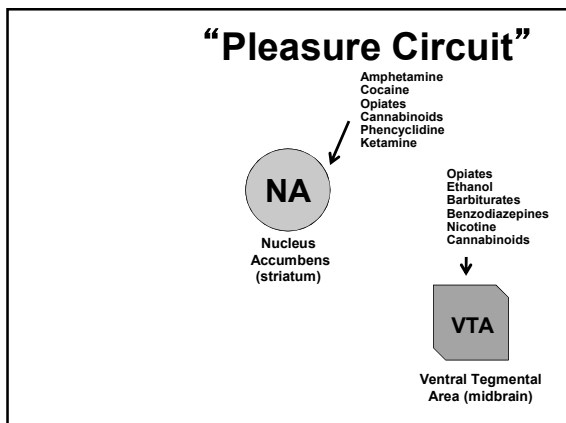 “Pleasure Circuit”
Amphetamine
Cocaine
Opiates
Cannabinoids
Phencyclidine
Ketamine
NA
Nucleus
Accumbens
(striatum)
Opiates
Ethanol
Barbiturates
Benzodiazepines
Nicotine
Cannabinoids
VTA
Ventral Tegmental
Area (midbrain)